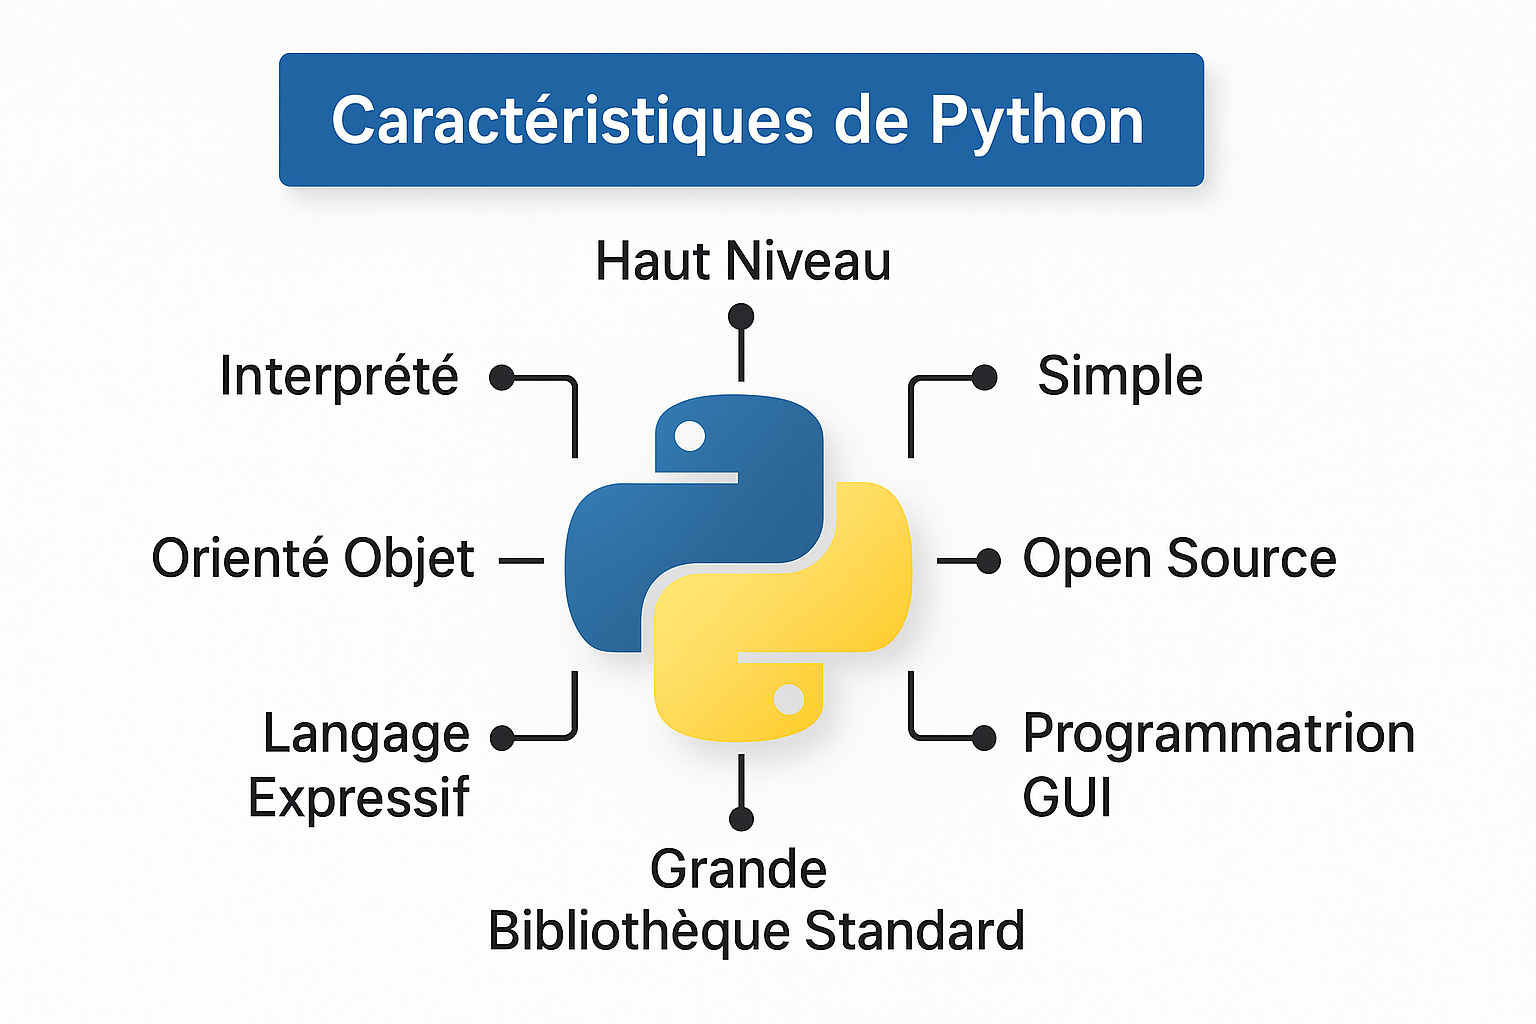 Caractéristiques de Python
Haut Niveau
Interprété
Simple
Orienté Objet
Open Source
Langage
Expressif
Programmatrion
GUI
Grande
Bibliothèque Standard